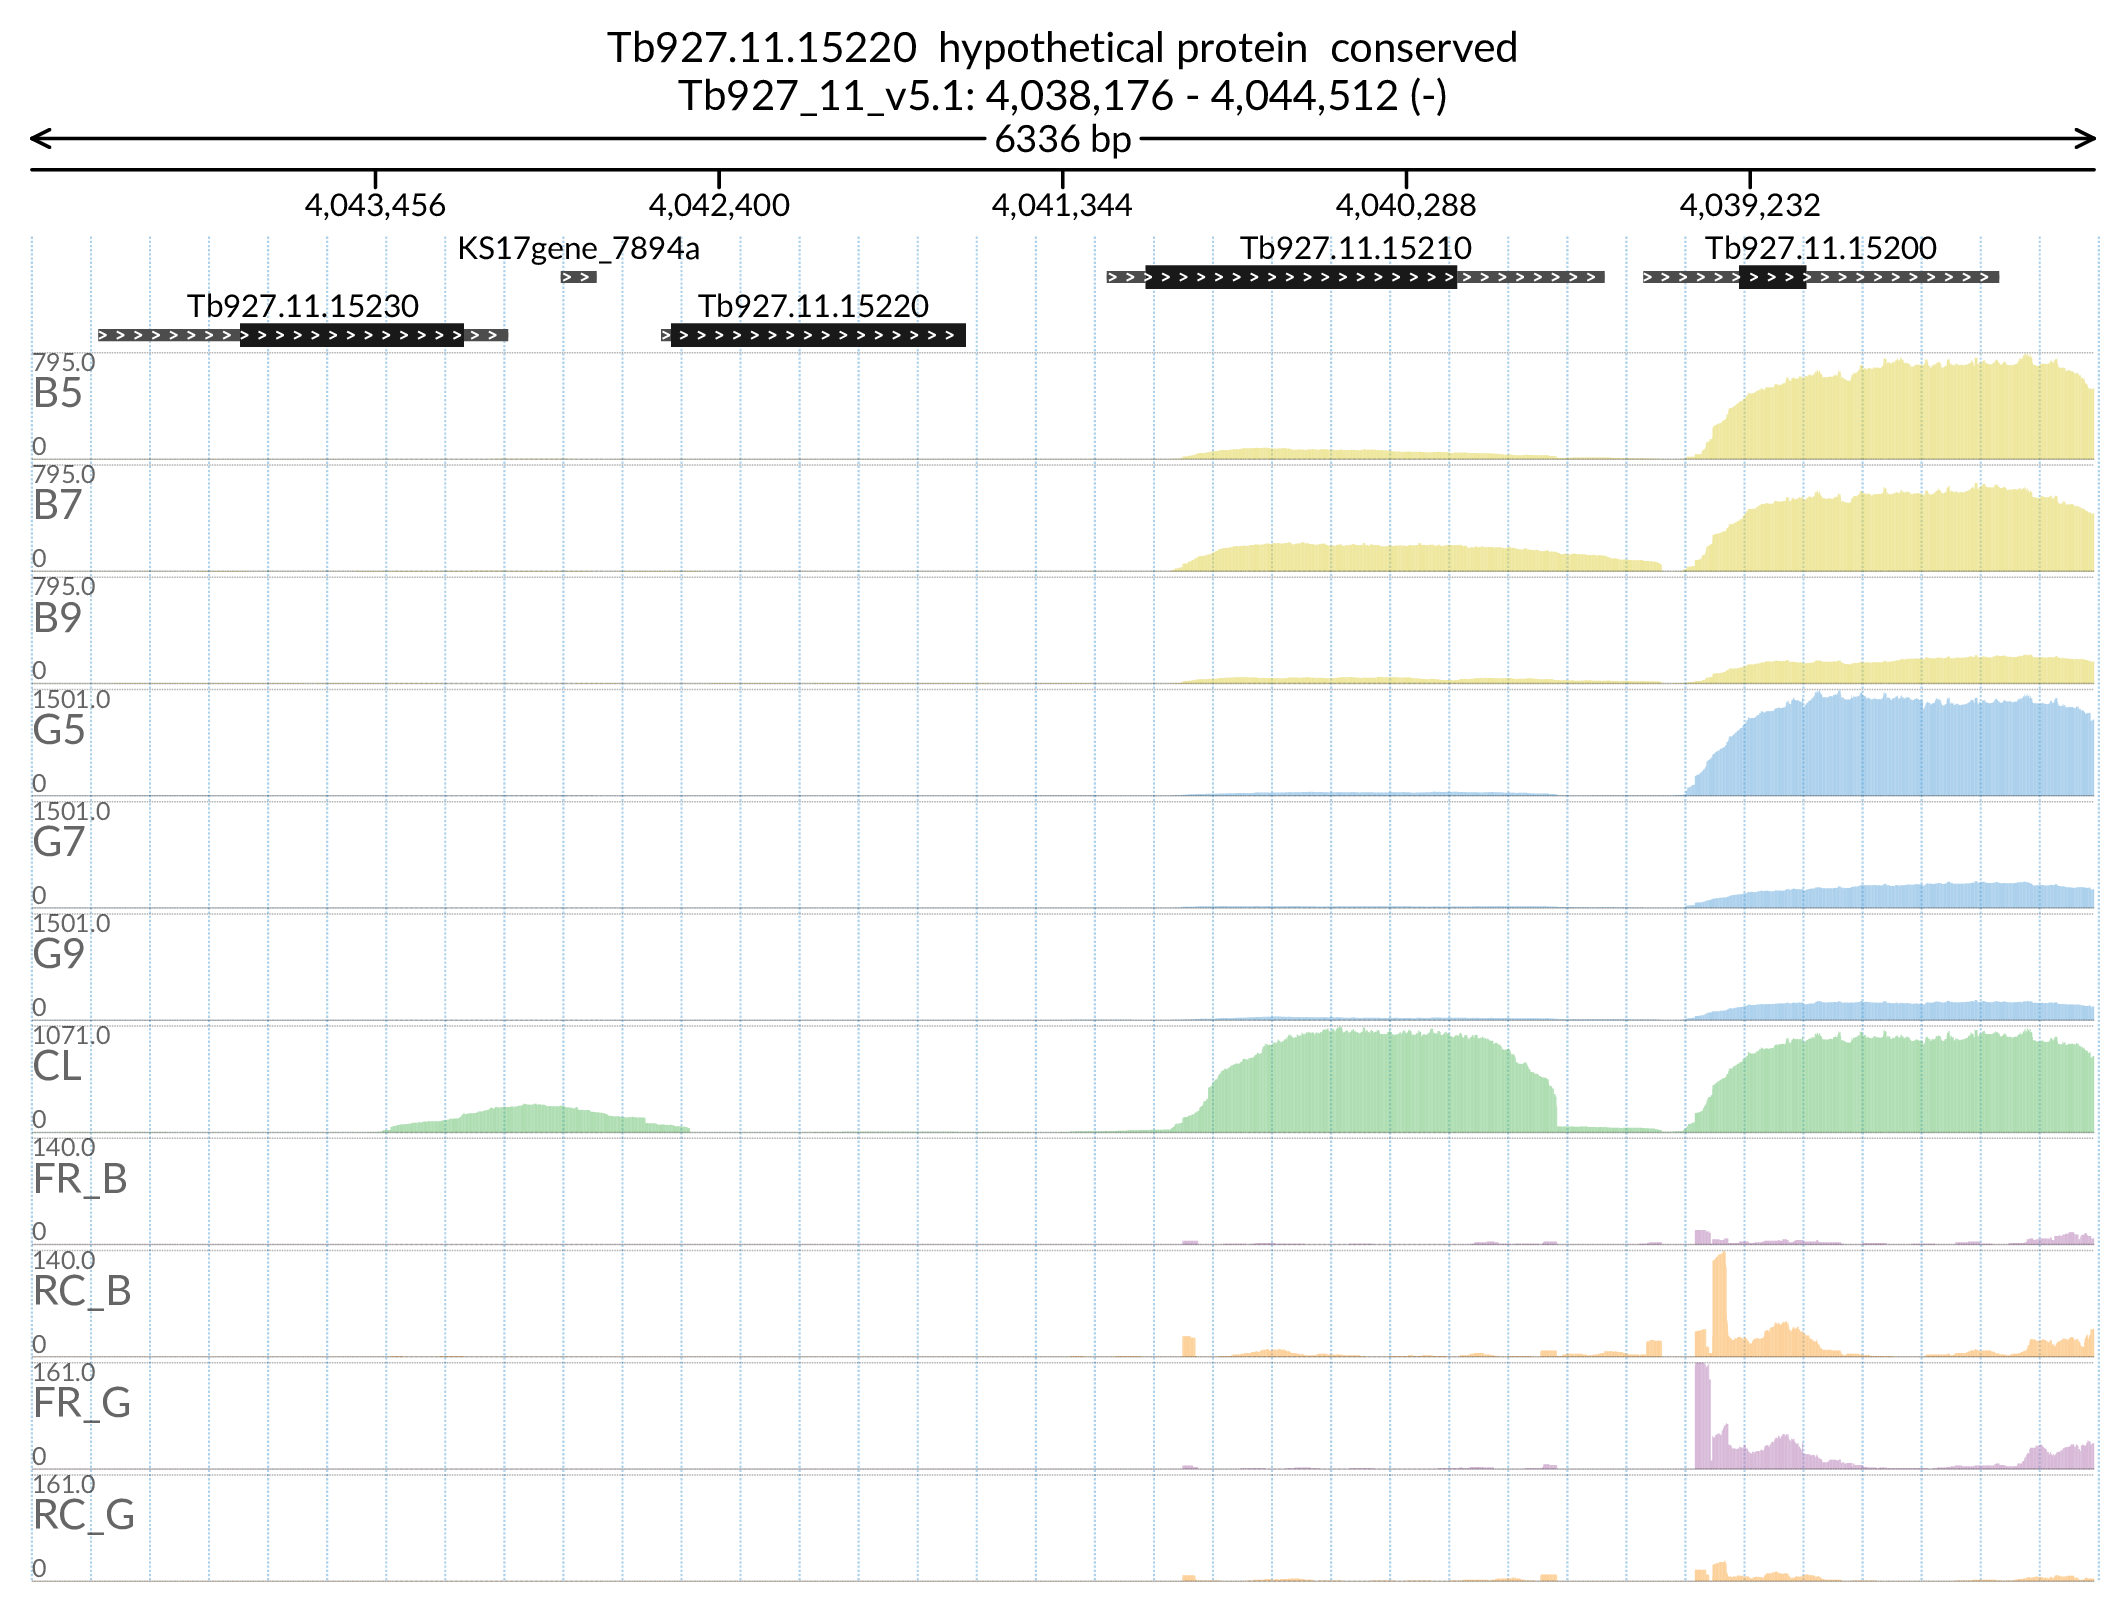 Tb927.11.15220 hypothetical protein conserved
Tb927_11_v5.1: 4,038,176 - 4,044,512 (-)
6336 bp
4,043,456 4,042,400 4,041,344 4,040,288 4,039,232
KS17gene_7894a Tb927.11.15210 Tb927.11.15200
Tb927.11.15230 Tb927.11.15220
795.0
B5
0
795.0
B7
0
795.0
B9
0
1501.0
G5
0
1501.0
G7
0
1501.0
G9
0
1071.0
CL
0
140.0
FR_B
0
140.0
RC_B
0
161.0
FR_G
0
161.0
RC_G
0